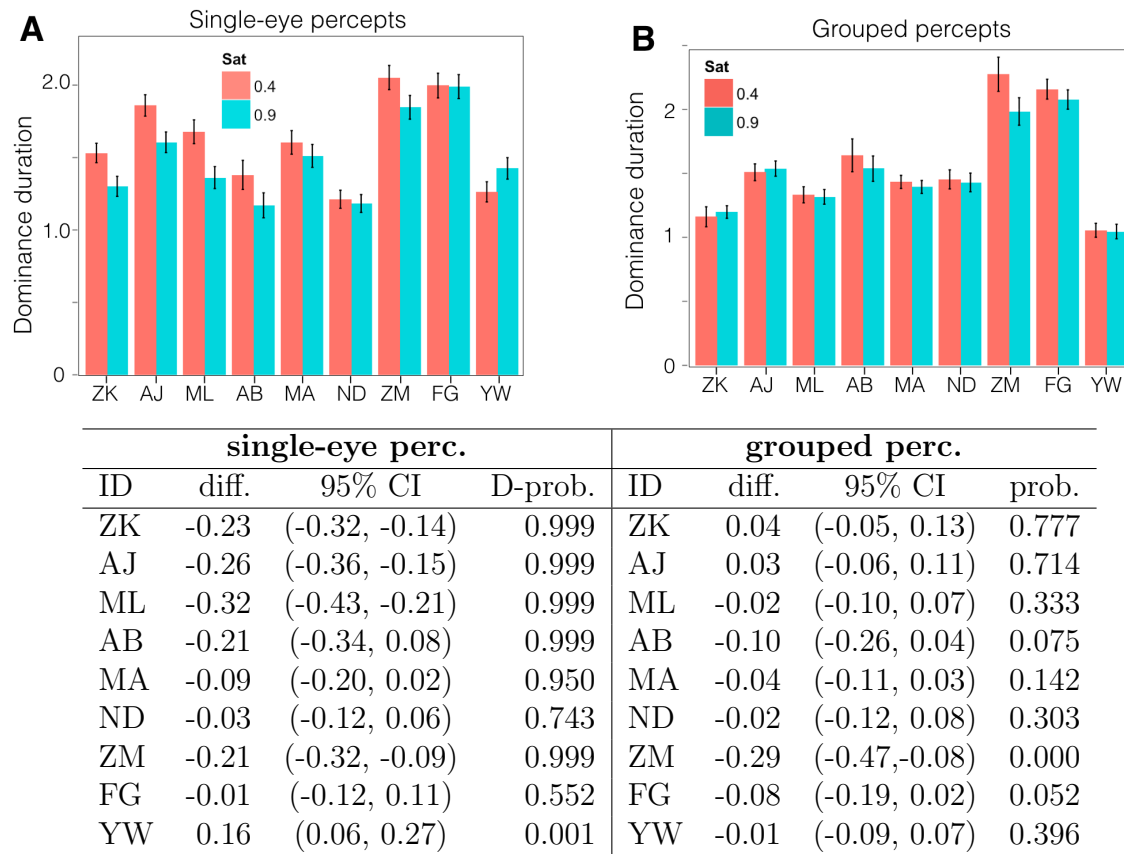 A
Single-eye percepts
Dominance duration
2.0
1.0
0
Sat
0.4
0.9
ZK AJ ML AB MA ND ZM FG YW
B
Grouped percepts
Dominance duration
2
1
0
Sat
0.4
0.9
ZK AJ ML AB MA ND ZM FG YW
single-eye perc. grouped perc.
ID diff. 95% CI D-prob. ID diff. 95% CI prob.
ZK -0.23 (-0.32, -0.14) 0.999 ZK 0.04 (-0.05, 0.13) 0.777
AJ -0.26 (-0.36, -0.15) 0.999 AJ 0.03 (-0.06, 0.11) 0.714
ML -0.32 (-0.43, -0.21) 0.999 ML -0.02 (-0.10, 0.07) 0.333
AB -0.21 (-0.34, 0.08) 0.999 AB -0.10 (-0.26, 0.04) 0.075
MA -0.09 (-0.20, 0.02) 0.950 MA -0.04 (-0.11, 0.03) 0.142
ND -0.03 (-0.12, 0.06) 0.743 ND -0.02 (-0.12, 0.08) 0.303
ZM -0.21 (-0.32, -0.09) 0.999 ZM -0.29 (-0.47,-0.08) 0.000
FG -0.01 (-0.12, 0.11) 0.552 FG -0.08 (-0.19, 0.02) 0.052
YW 0.16 (0.06, 0.27) 0.001 YW -0.01 (-0.09, 0.07) 0.396